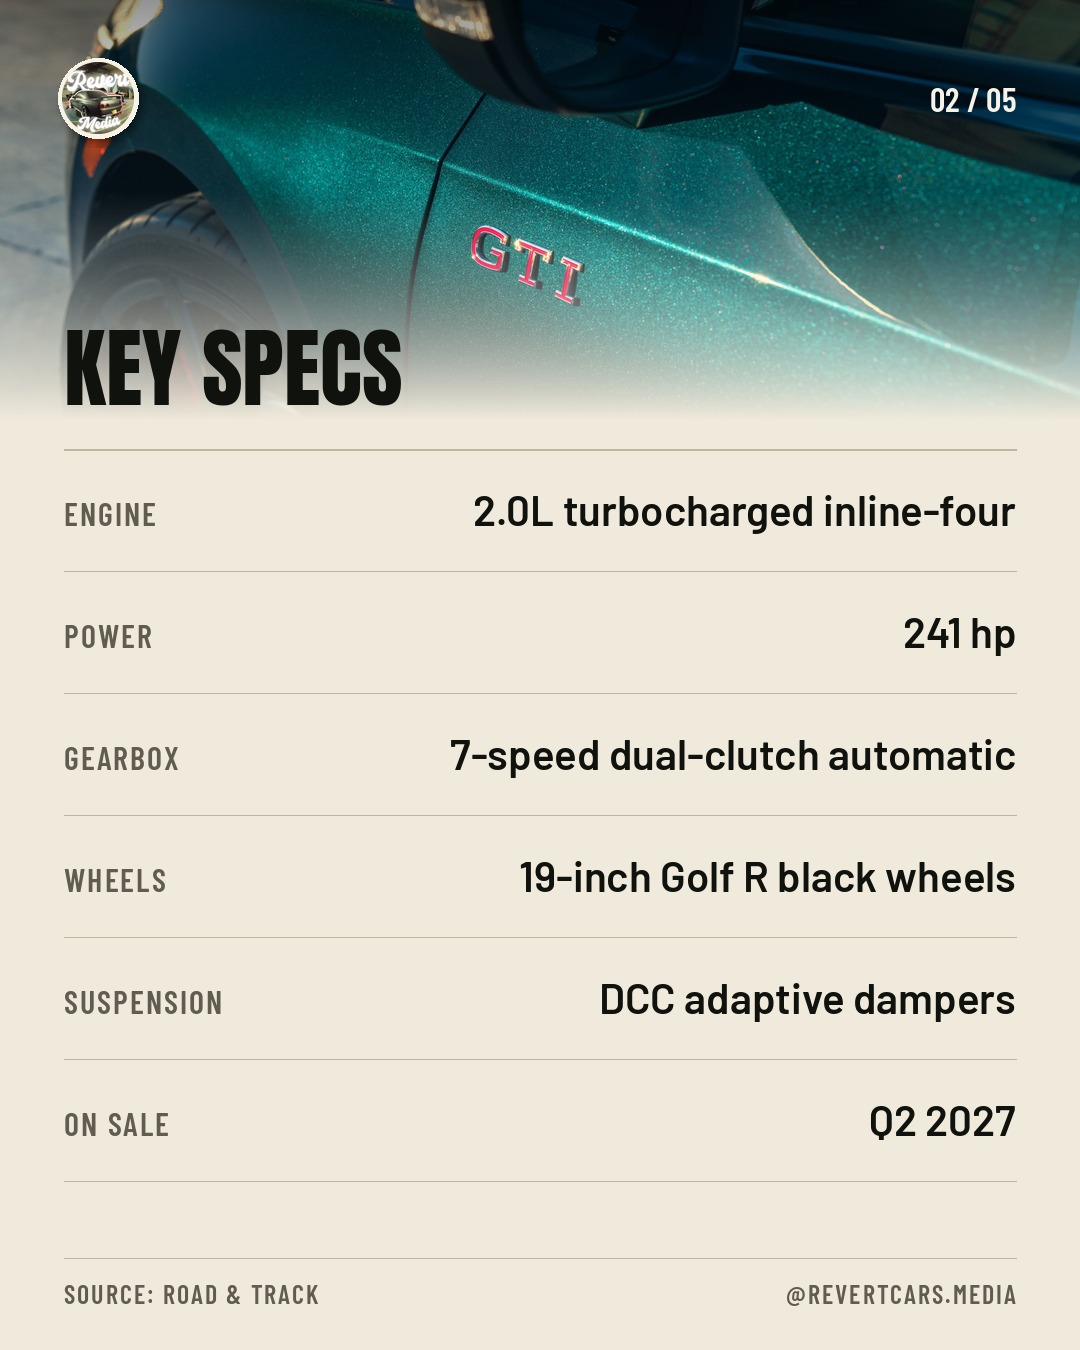 Revert
Media
02 / 05
GTI
KEY SPECS
ENGINE 2.0L turbocharged inline-four
POWER 241 hp
GEARBOX 7-speed dual-clutch automatic
WHEELS 19-inch Golf R black wheels
SUSPENSION DCC adaptive dampers
ON SALE Q2 2027
SOURCE: ROAD & TRACK @REVERTCARS.MEDIA